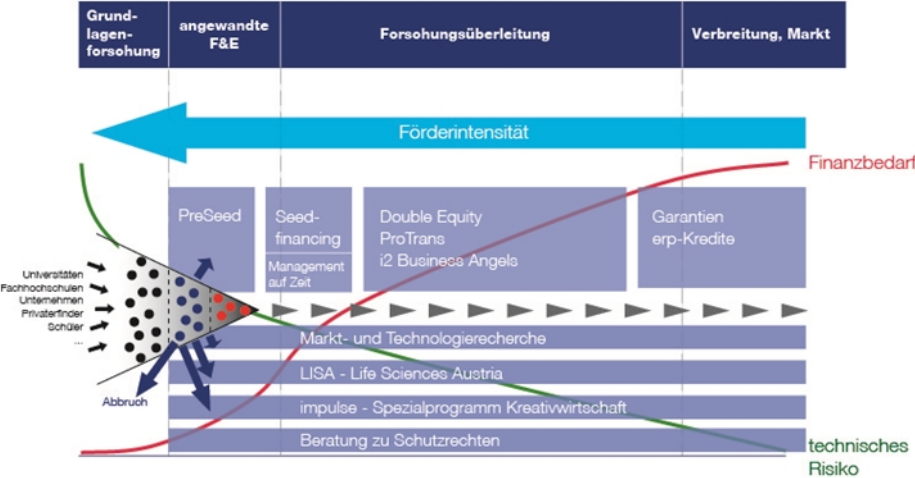 Grund-
lagen-
forsohung
angewandte
F&E
Forsohungsüberleitung
Verbreitung, Markt
Förderintensität
Finanzbedarf
PreSeed
Seed-
financing
Management
auf Zeit
Double Equity
ProTrans
i2 Business Angels
Garantien
erp-Kredite
Universitäten
Fachhochschulen
Unternehmen
Privaterfinder
Schüler
...
Abbruoh
Markt- und Technologierecherche
LISA - Life Sciences Austria
impulse - Spezialprogramm Kreativwirtschaft
Beratung zu Schutzrechten
technisches
Risiko